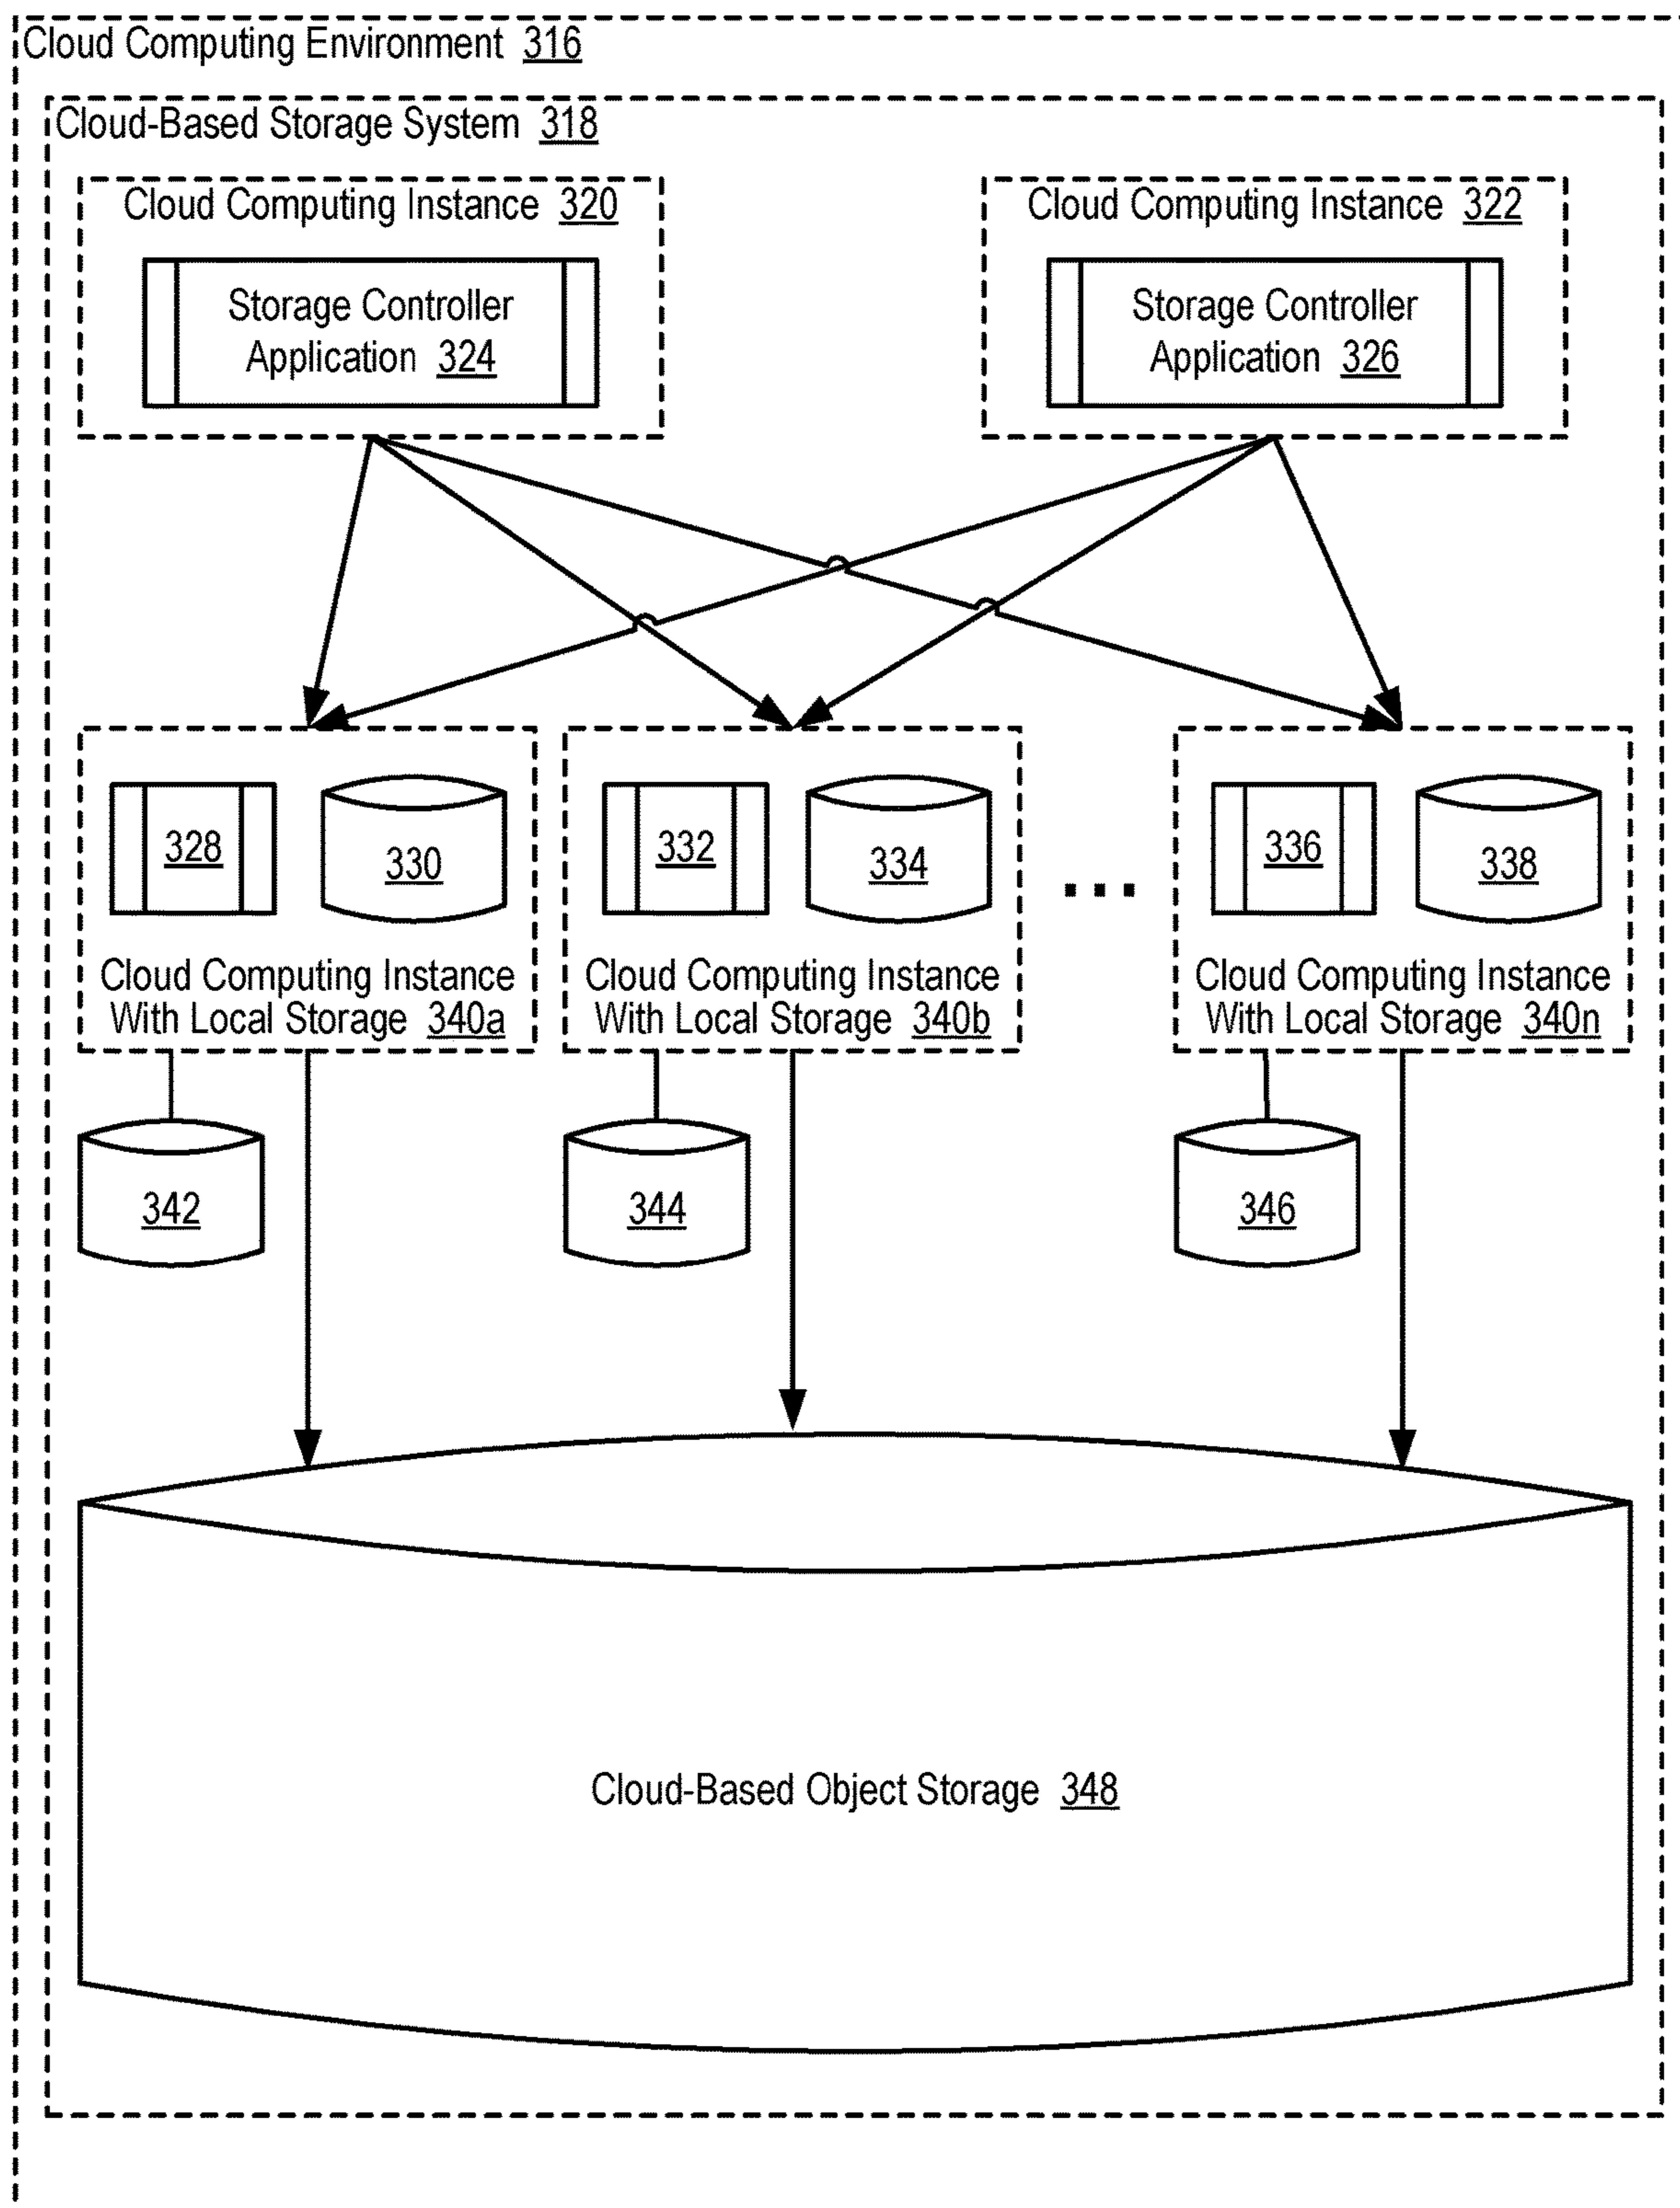 Cloud Computing Environment 316
Cloud-Based Storage System 318
Cloud Computing Instance 320
Storage Controller
Application 324
Cloud Computing Instance 322
Storage Controller
Application 326
328
330
Cloud Computing Instance
With Local Storage 340a
332
334
Cloud Computing Instance
With Local Storage 340b
...
336
338
Cloud Computing Instance
With Local Storage 340n
342
344
346
Cloud-Based Object Storage 348